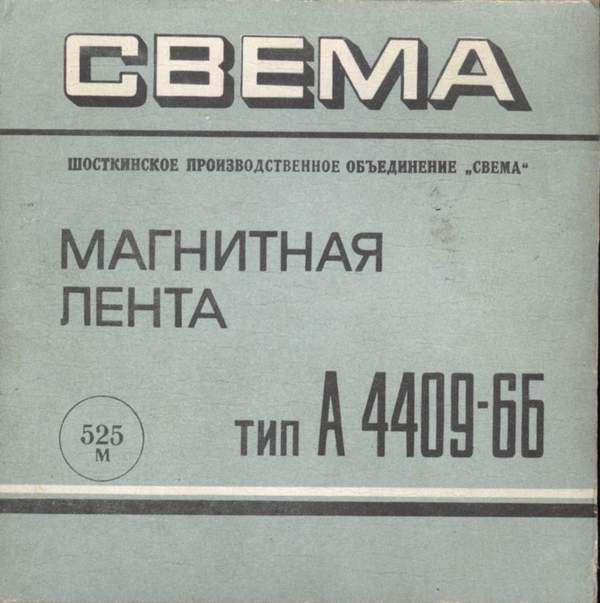 СВЕМА
ШОСТКИНСКОЕ ПРОИЗВОДСТВЕННОЕ ОБЪЕДИНЕНИЕ „СВЕМА“
МАГНИТНАЯ
ЛЕНТА
525
М
тип А 4409-6Б